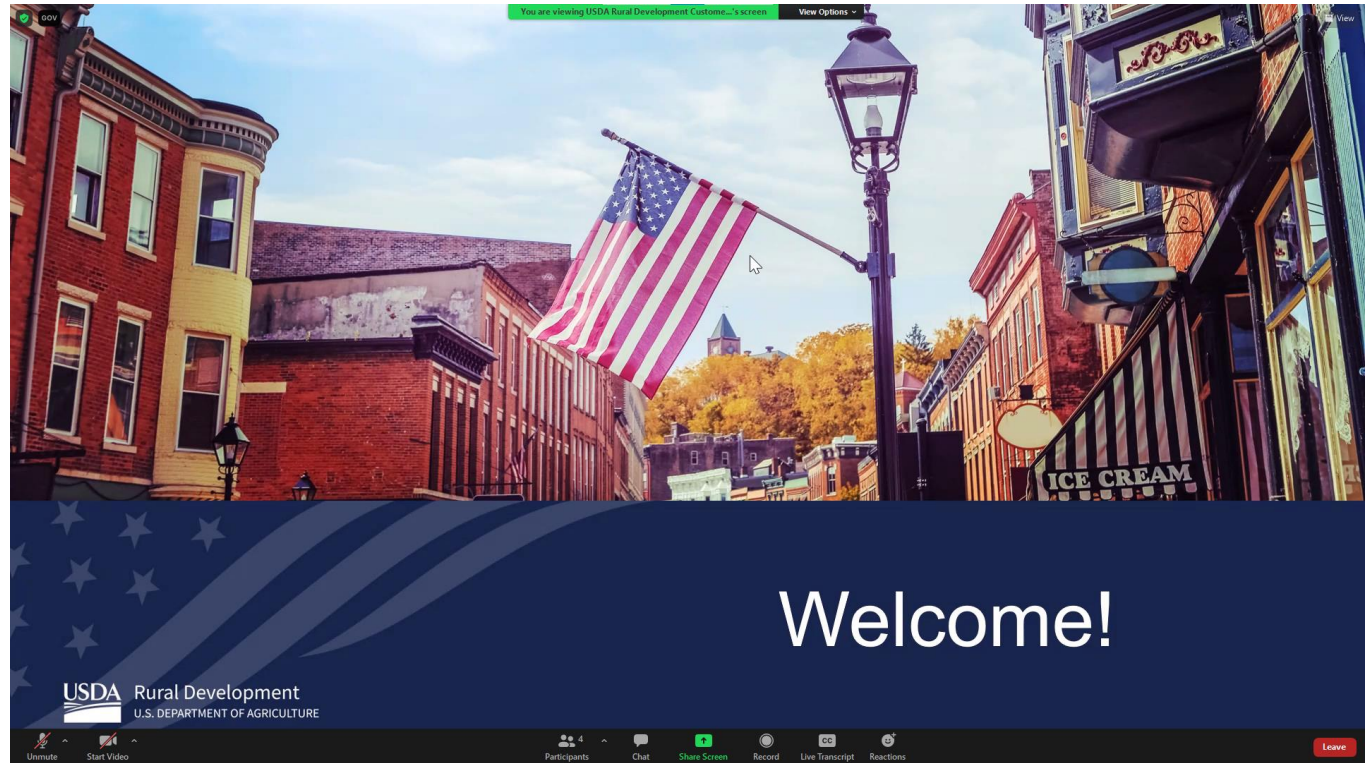 GOV
You are viewing USDA Rural Development Custome...'s screen
View Options
View
ICE CREAM
Welcome!
USDA Rural Development
U.S. DEPARTMENT OF AGRICULTURE
Unmute
Start Video
4
Participants
Chat
Share Screen
Record
CC
Live Transcript
Reactions
Leave